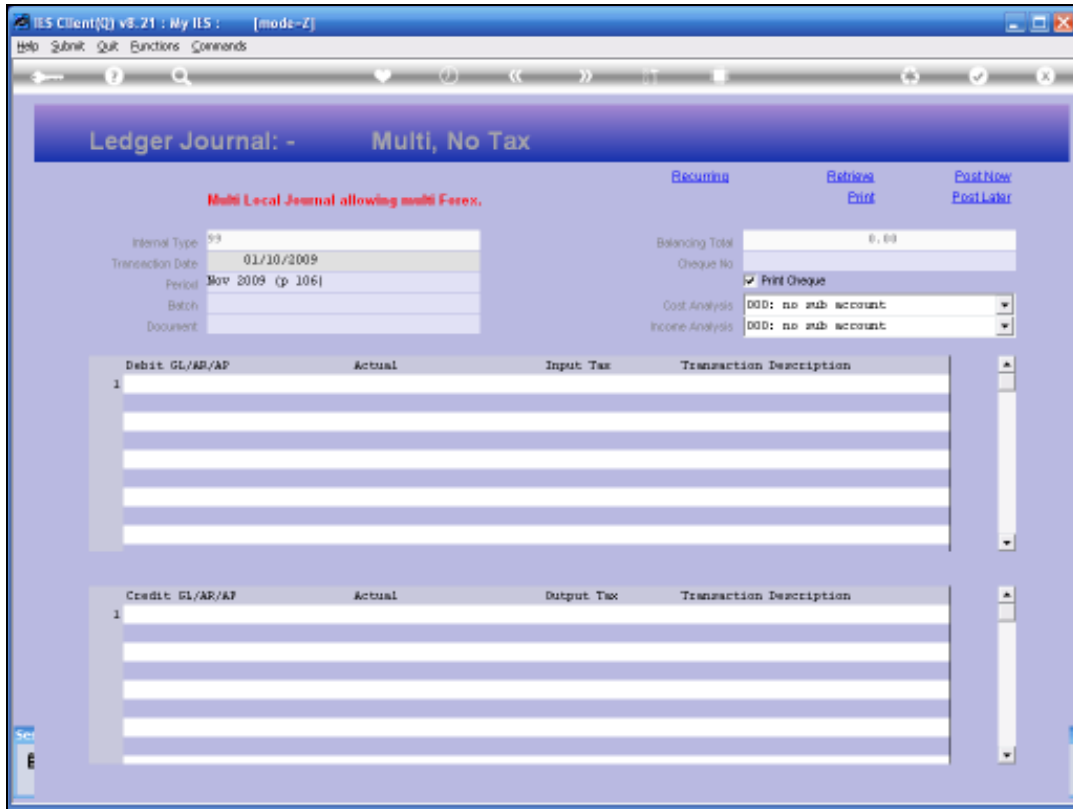 IES Client(Q) v8.21 : My IES : [mode-Z]
Help Submit Quit Functions Commands
Ledger Journal: - Multi, No Tax
Recurring Retrieve Post Now
Multi Local Journal allowing multi Forex. Print Post Later
Internal Type 99 Balancing Total 0.00
Transaction Date 01/10/2009 Cheque No
Period Nov 2009 (p 106) Print Cheque
Batch Cost Analysis 000: no sub account
Document Income Analysis 000: no sub account
Debit GL/AR/AP Actual Input Tax Transaction Description
1
Credit GL/AR/AP Actual Output Tax Transaction Description
1